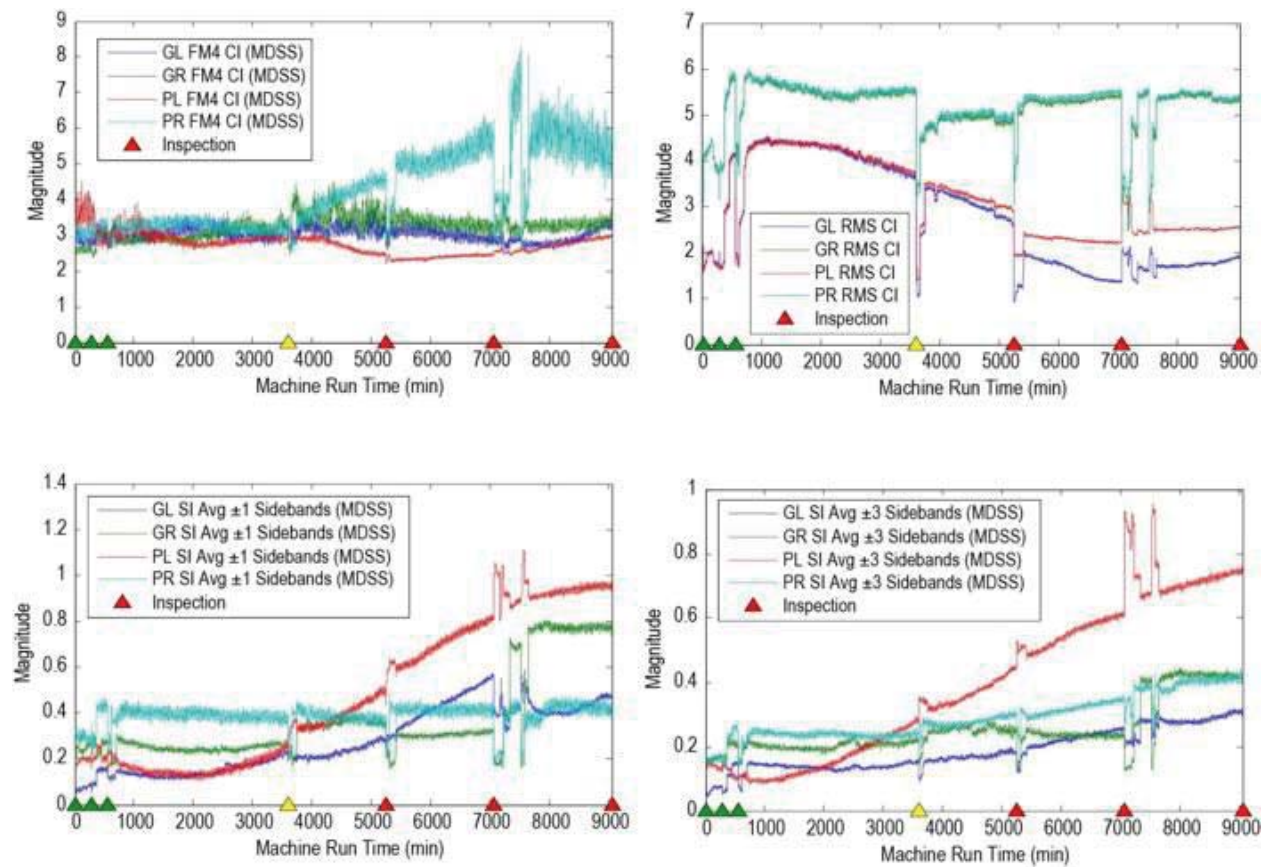 9
8
7
6
5
4
3
2
1
0
Magnitude
GL FM4 CI (MDSS)
GR FM4 CI (MDSS)
PL FM4 CI (MDSS)
PR FM4 CI (MDSS)
Inspection
0 1000 2000 3000 4000 5000 6000 7000 8000 9000
Machine Run Time (min)
7
6
5
4
3
2
1
0
Magnitude
GL RMS CI
GR RMS CI
PL RMS CI
PR RMS CI
Inspection
0 1000 2000 3000 4000 5000 6000 7000 8000 9000
Machine Run Time (min)
1.4
1.2
1
0.8
0.6
0.4
0.2
0
Magnitude
GL SI Avg ±1 Sidebands (MDSS)
GR SI Avg ±1 Sidebands (MDSS)
PL SI Avg ±1 Sidebands (MDSS)
PR SI Avg ±1 Sidebands (MDSS)
Inspection
0 1000 2000 3000 4000 5000 6000 7000 8000 9000
Machine Run Time (min)
1
0.8
0.6
0.4
0.2
0
Magnitude
GL SI Avg ±3 Sidebands (MDSS)
GR SI Avg ±3 Sidebands (MDSS)
PL SI Avg ±3 Sidebands (MDSS)
PR SI Avg ±3 Sidebands (MDSS)
Inspection
0 1000 2000 3000 4000 5000 6000 7000 8000 9000
Machine Run Time (min)